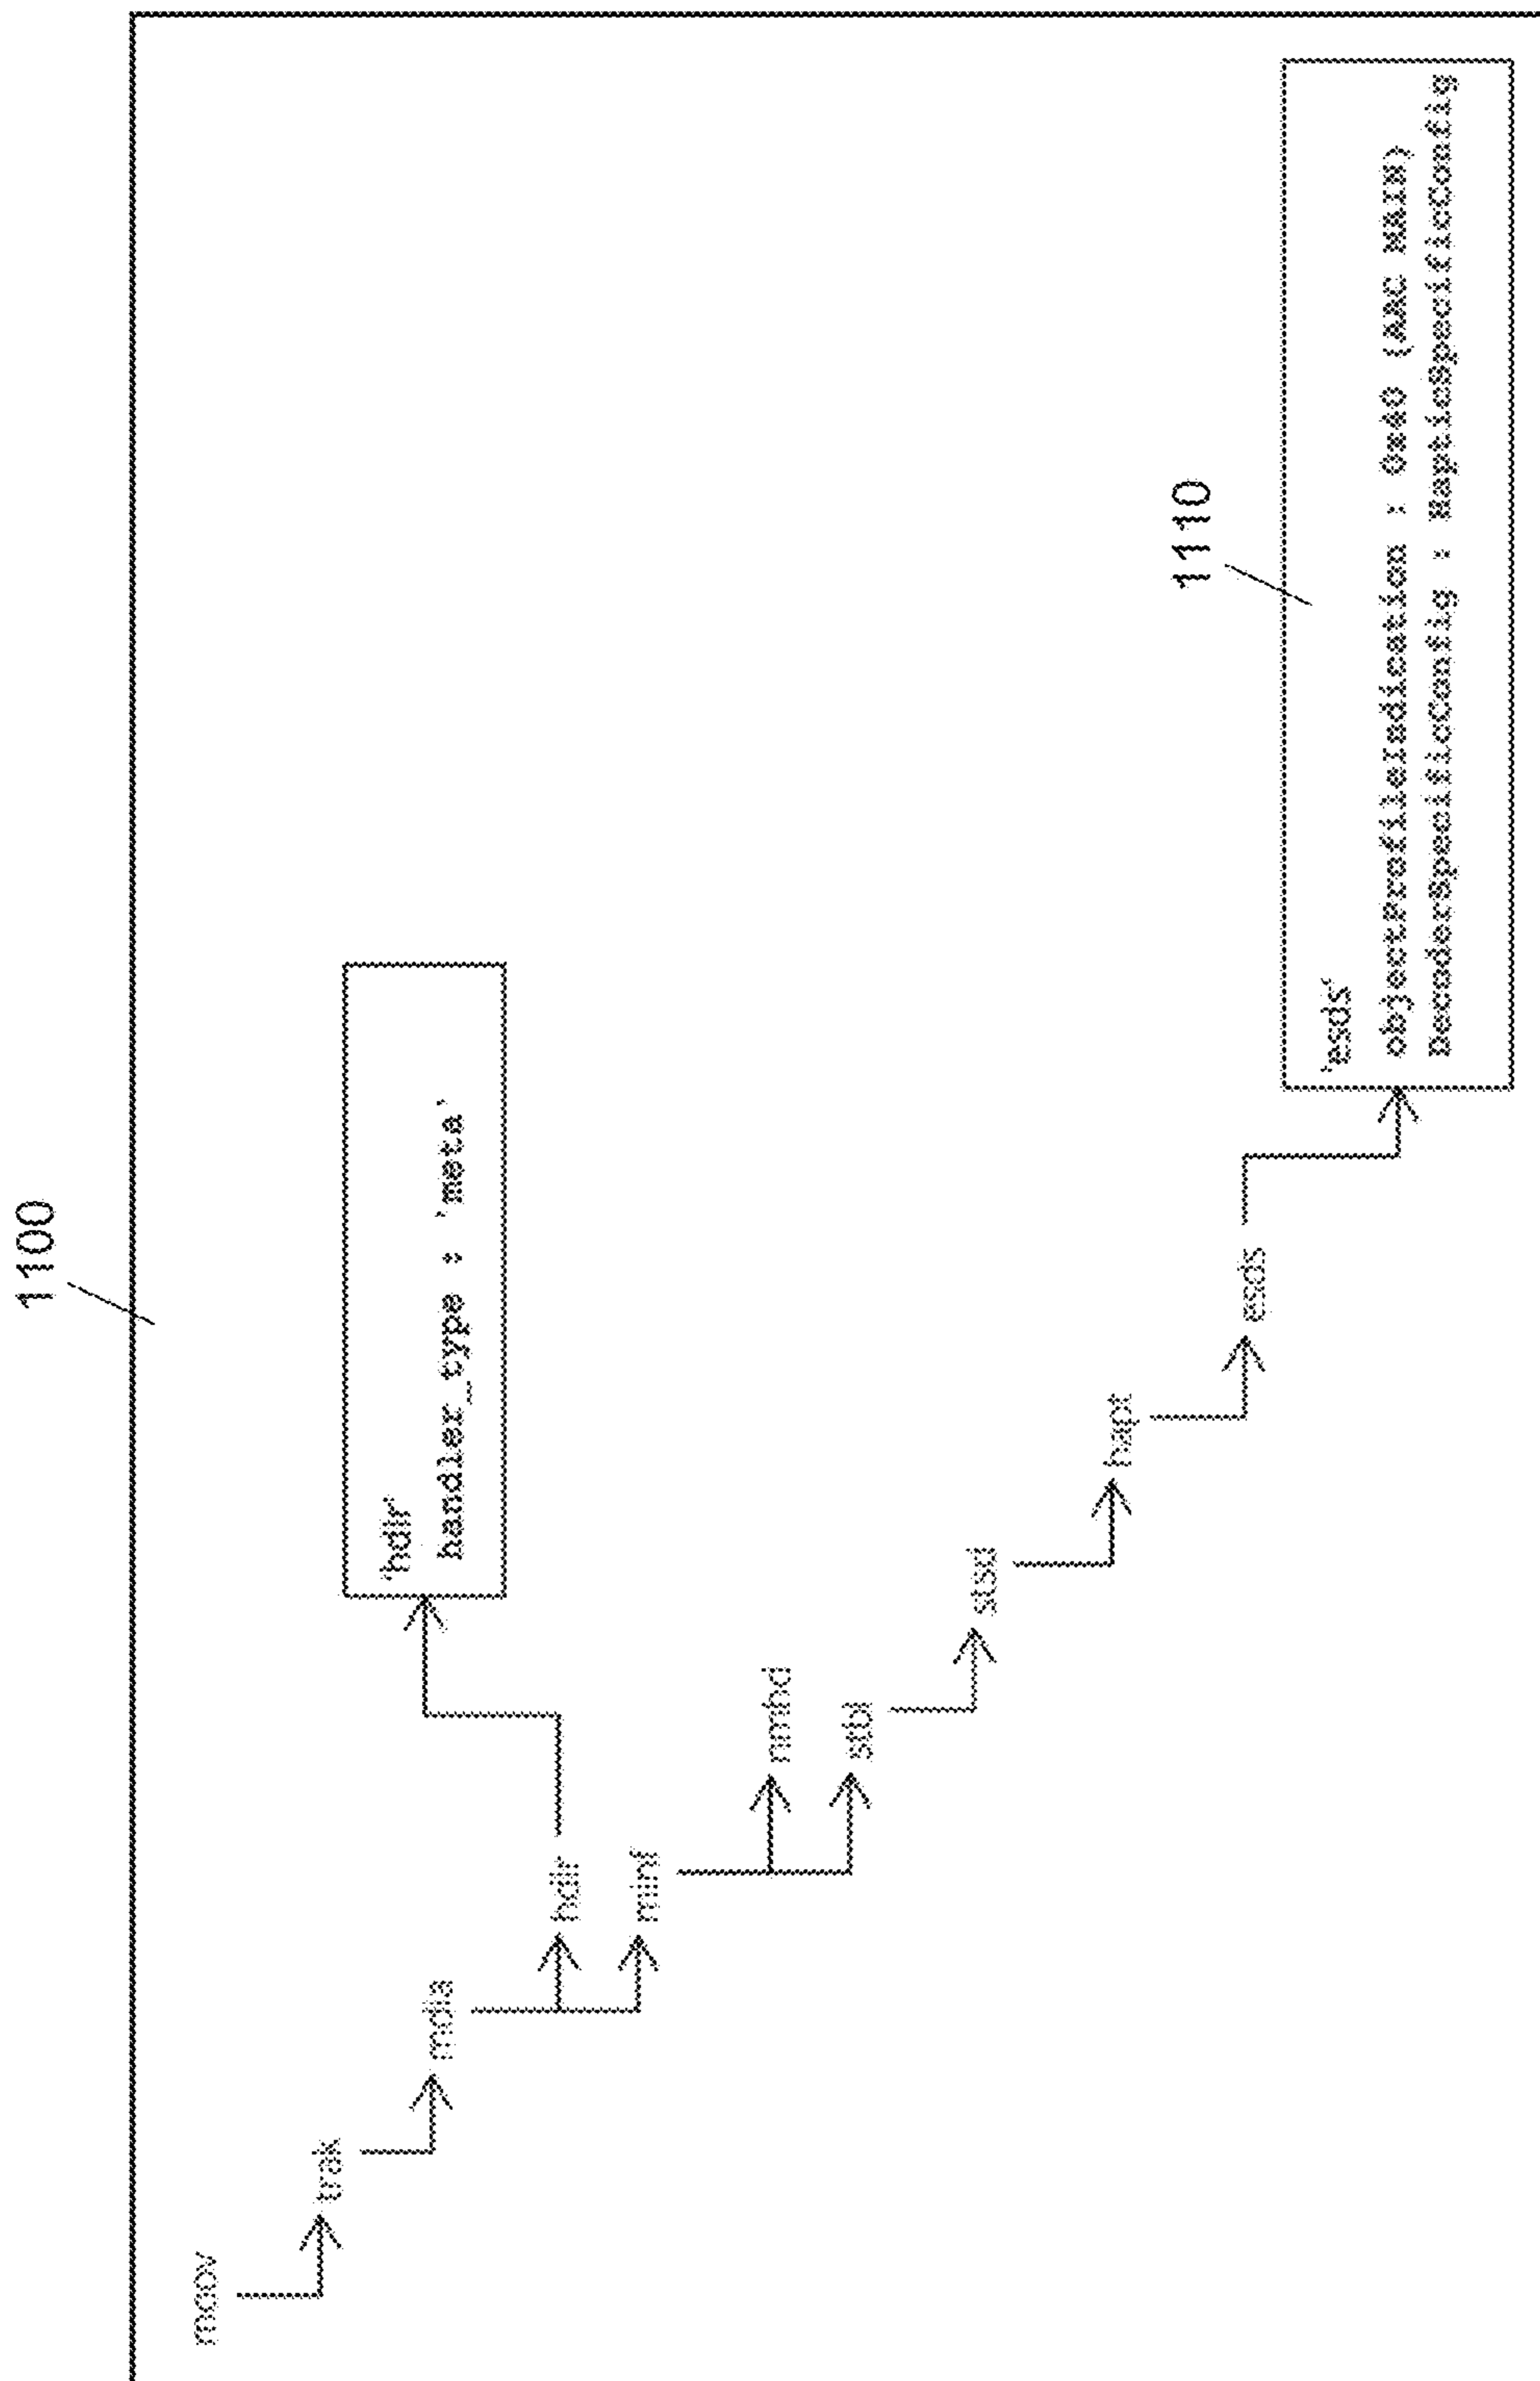 1100
moov
trak
mdia
hdlr
'hdlr'
handler_type : 'meta'
minf
nmhd
stbl
stsd
hapt
esds
1110
'esds'
objectProfileIndication : 0x40 (AAC MAIN)
DecoderSpecificConfig : HapticSpecificConfig